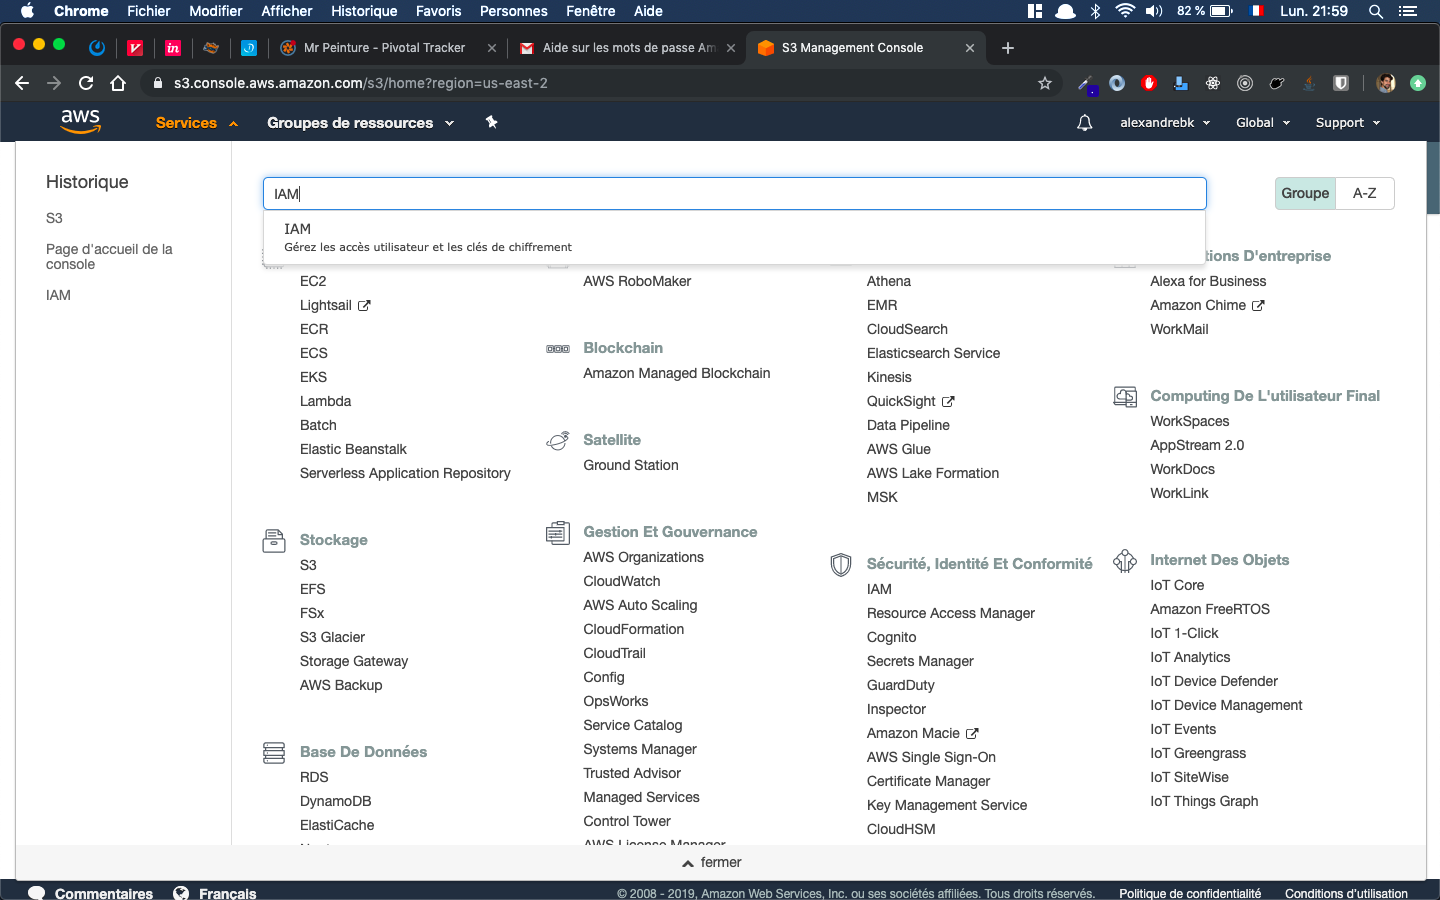 Chrome Fichier Modifier Afficher Historique Favoris Personnes Fenêtre Aide 82 % Lun. 21:59
Mr Peinture - Pivotal Tracker Aide sur les mots de passe Am S3 Management Console
s3.console.aws.amazon.com/s3/home?region=us-east-2
aws Services Groupes de ressources alexandrebk Global Support
Historique
S3
Page d'accueil de la
console
IAM
IAM
Groupe A-Z
IAM
Gérez les accès utilisateur et les clés de chiffrement
EC2
Lightsail
ECR
ECS
EKS
Lambda
Batch
Elastic Beanstalk
Serverless Application Repository
Stockage
S3
EFS
FSx
S3 Glacier
Storage Gateway
AWS Backup
Base De Données
RDS
DynamoDB
ElastiCache
AWS RoboMaker
Blockchain
Amazon Managed Blockchain
Satellite
Ground Station
Gestion Et Gouvernance
AWS Organizations
CloudWatch
AWS Auto Scaling
CloudFormation
CloudTrail
Config
OpsWorks
Service Catalog
Systems Manager
Trusted Advisor
Managed Services
Control Tower
AWS License Manager
Athena
EMR
CloudSearch
Elasticsearch Service
Kinesis
QuickSight
Data Pipeline
AWS Glue
AWS Lake Formation
MSK
Sécurité, Identité Et Conformité
IAM
Resource Access Manager
Cognito
Secrets Manager
GuardDuty
Inspector
Amazon Macie
AWS Single Sign-On
Certificate Manager
Key Management Service
CloudHSM
tions D'entreprise
Alexa for Business
Amazon Chime
WorkMail
Computing De L'utilisateur Final
WorkSpaces
AppStream 2.0
WorkDocs
WorkLink
Internet Des Objets
IoT Core
Amazon FreeRTOS
IoT 1-Click
IoT Analytics
IoT Device Defender
IoT Device Management
IoT Events
IoT Greengrass
IoT SiteWise
IoT Things Graph
fermer
Commentaires Français © 2008 - 2019, Amazon Web Services, Inc. ou ses sociétés affiliées. Tous droits réservés. Politique de confidentialité Conditions d'utilisation